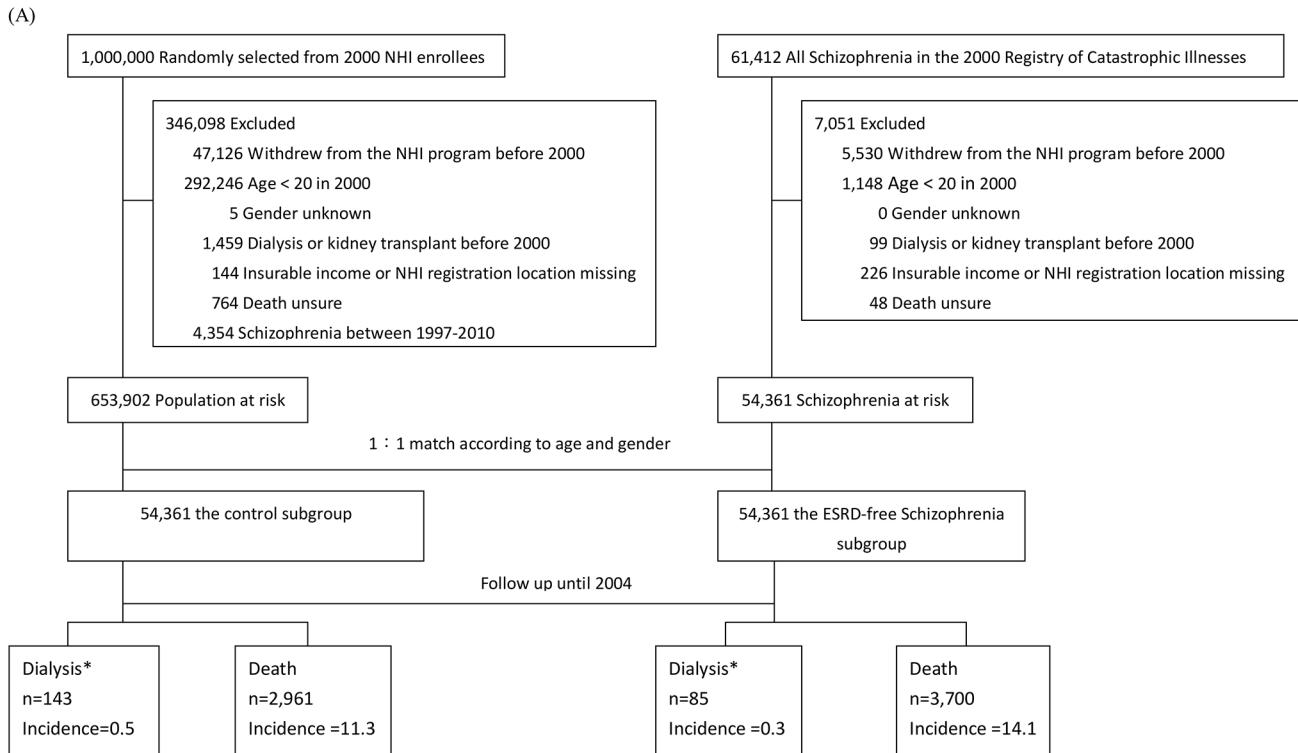 (A)
1,000,000 Randomly selected from 2000 NHI enrollees
346,098 Excluded
47,126 Withdrew from the NHI program before 2000
292,246 Age < 20 in 2000
5 Gender unknown
1,459 Dialysis or kidney transplant before 2000
144 Insurable income or NHI registration location missing
764 Death unsure
4,354 Schizophrenia between 1997-2010
653,902 Population at risk
61,412 All Schizophrenia in the 2000 Registry of Catastrophic Illnesses
7,051 Excluded
5,530 Withdrew from the NHI program before 2000
1,148 Age < 20 in 2000
0 Gender unknown
99 Dialysis or kidney transplant before 2000
226 Insurable income or NHI registration location missing
48 Death unsure
54,361 Schizophrenia at risk
1：1 match according to age and gender
54,361 the control subgroup
54,361 the ESRD-free Schizophrenia
subgroup
Follow up until 2004
Dialysis*
n=143
Incidence=0.5
Death
n=2,961
Incidence =11.3
Dialysis*
n=85
Incidence =0.3
Death
n=3,700
Incidence =14.1